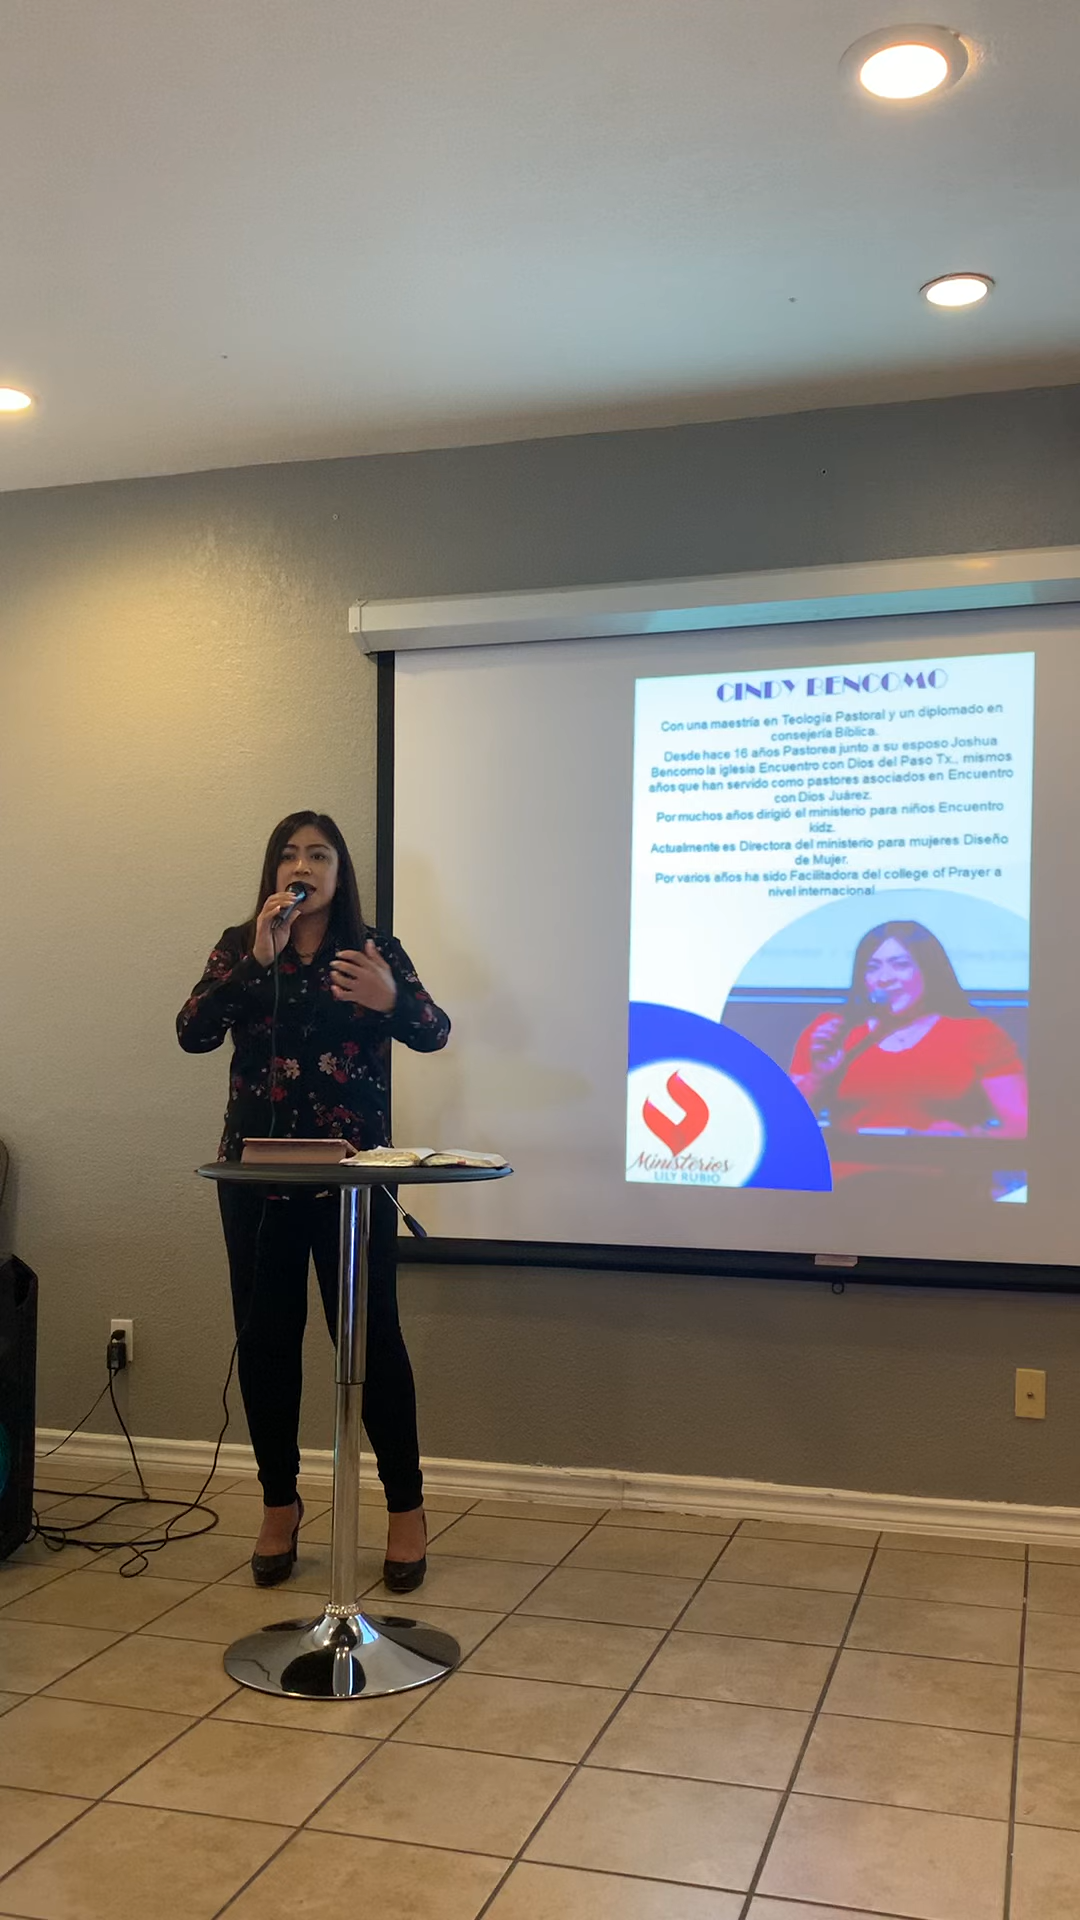 CINDY BENCOMO
Con una maestría en Teología Pastoral y un diplomado en
consejería Bíblica.
Desde hace 16 años Pastorea junto a su esposo Joshua
Bencomo la iglesia Encuentro con Dios del Paso Tx., mismos
años que han servido como pastores asociados en Encuentro
con Dios Juárez.
Por muchos años dirigió el ministerio para niños Encuentro
kidz.
Actualmente es Directora del ministerio para mujeres Diseño
de Mujer.
Por varios años ha sido Facilitadora del college of Prayer a
nivel internacional
Ministerios
LILY RUBIO